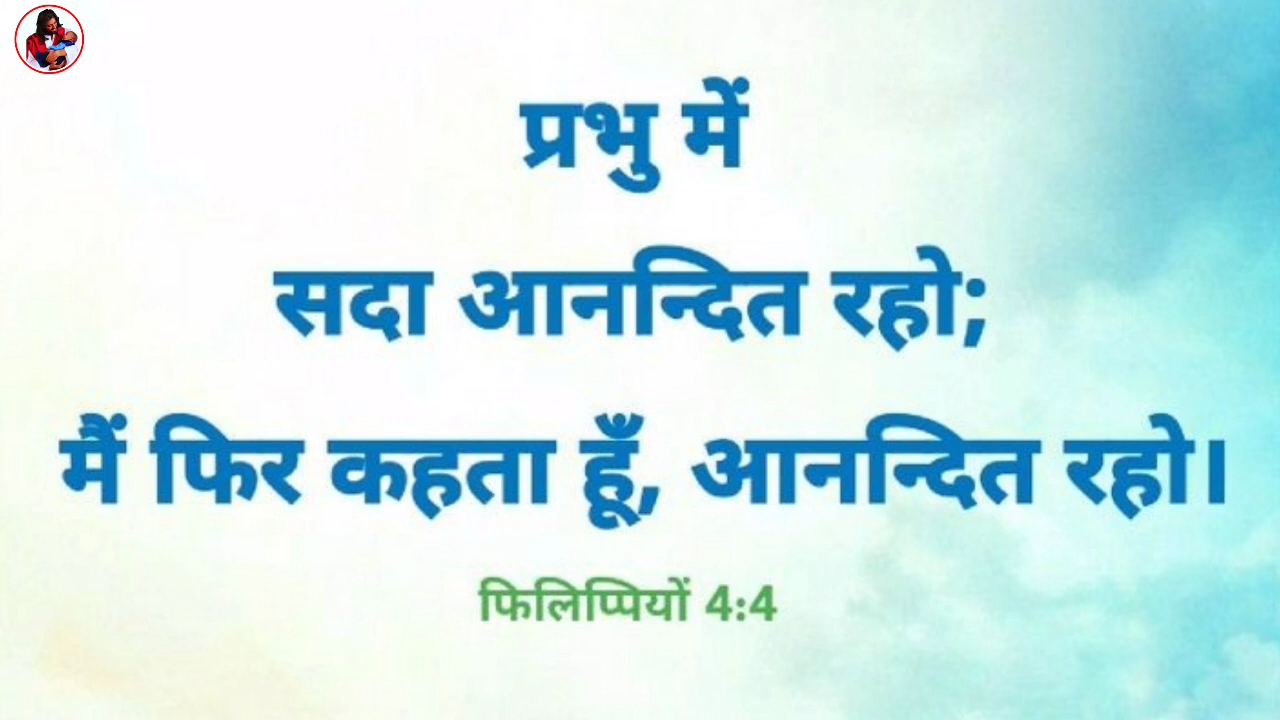 प्रभु में
सदा आनन्दित रहो;
मैं फिर कहता हूँ, आनन्दित रहो।
फिलिप्पियों 4:4